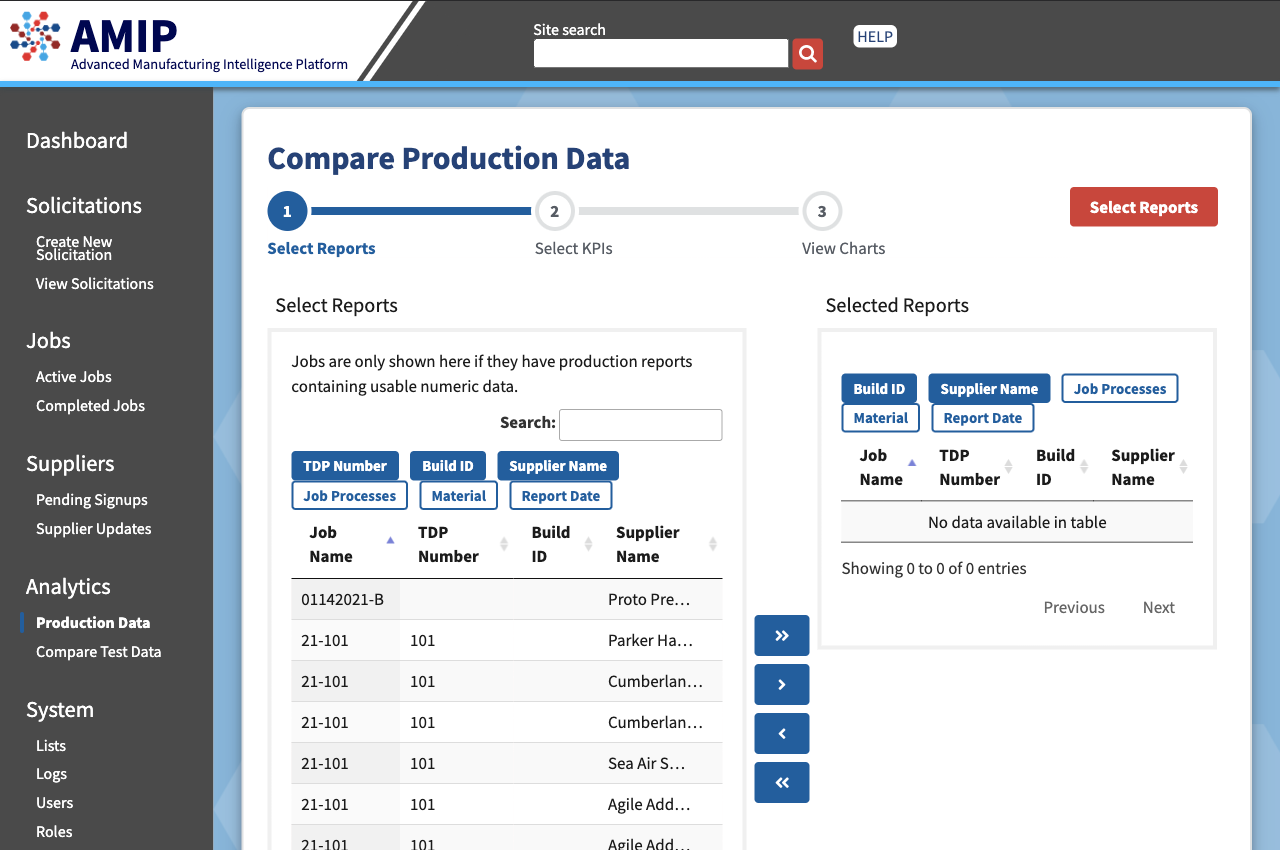 AMIP
Advanced Manufacturing Intelligence Platform
Site search
HELP
Dashboard
Solicitations
Create New
Solicitation
View Solicitations
Jobs
Active Jobs
Completed Jobs
Suppliers
Pending Signups
Supplier Updates
Analytics
Production Data
Compare Test Data
System
Lists
Logs
Users
Roles
Compare Production Data
1 2 3
Select Reports Select KPIs View Charts
Select Reports
Select Reports
Jobs are only shown here if they have production reports
containing usable numeric data.
Search:
TDP Number Build ID Supplier Name
Job Processes Material Report Date
Job Name TDP Number Build ID Supplier Name
01142021-B Proto Pre…
21-101 101 Parker Ha…
21-101 101 Cumberlan…
21-101 101 Cumberlan…
21-101 101 Sea Air S…
21-101 101 Agile Add…
21-101 101 Agile Add…
Selected Reports
Build ID Supplier Name Job Processes
Material Report Date
Job Name TDP Number Build ID Supplier Name
No data available in table
Showing 0 to 0 of 0 entries
Previous Next